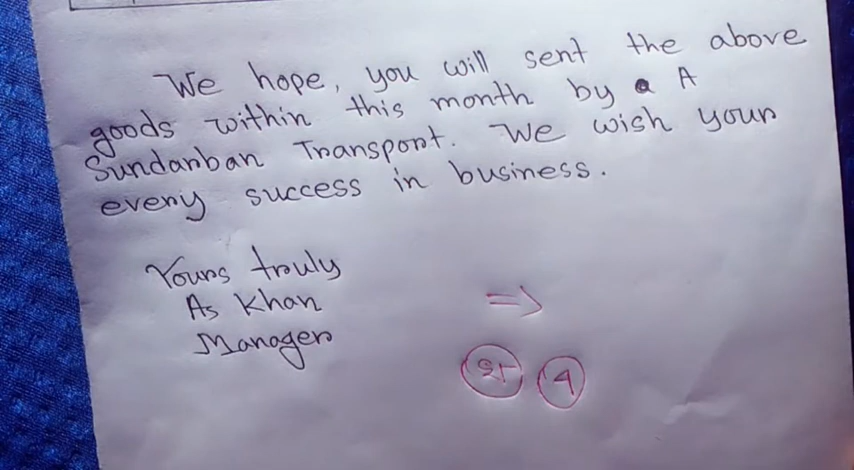 We hope, you will sent the above
goods within this month by a A
Sundarban Transport. We wish your
every success in business.
Yours truly
As Khan
Manager
=>
4